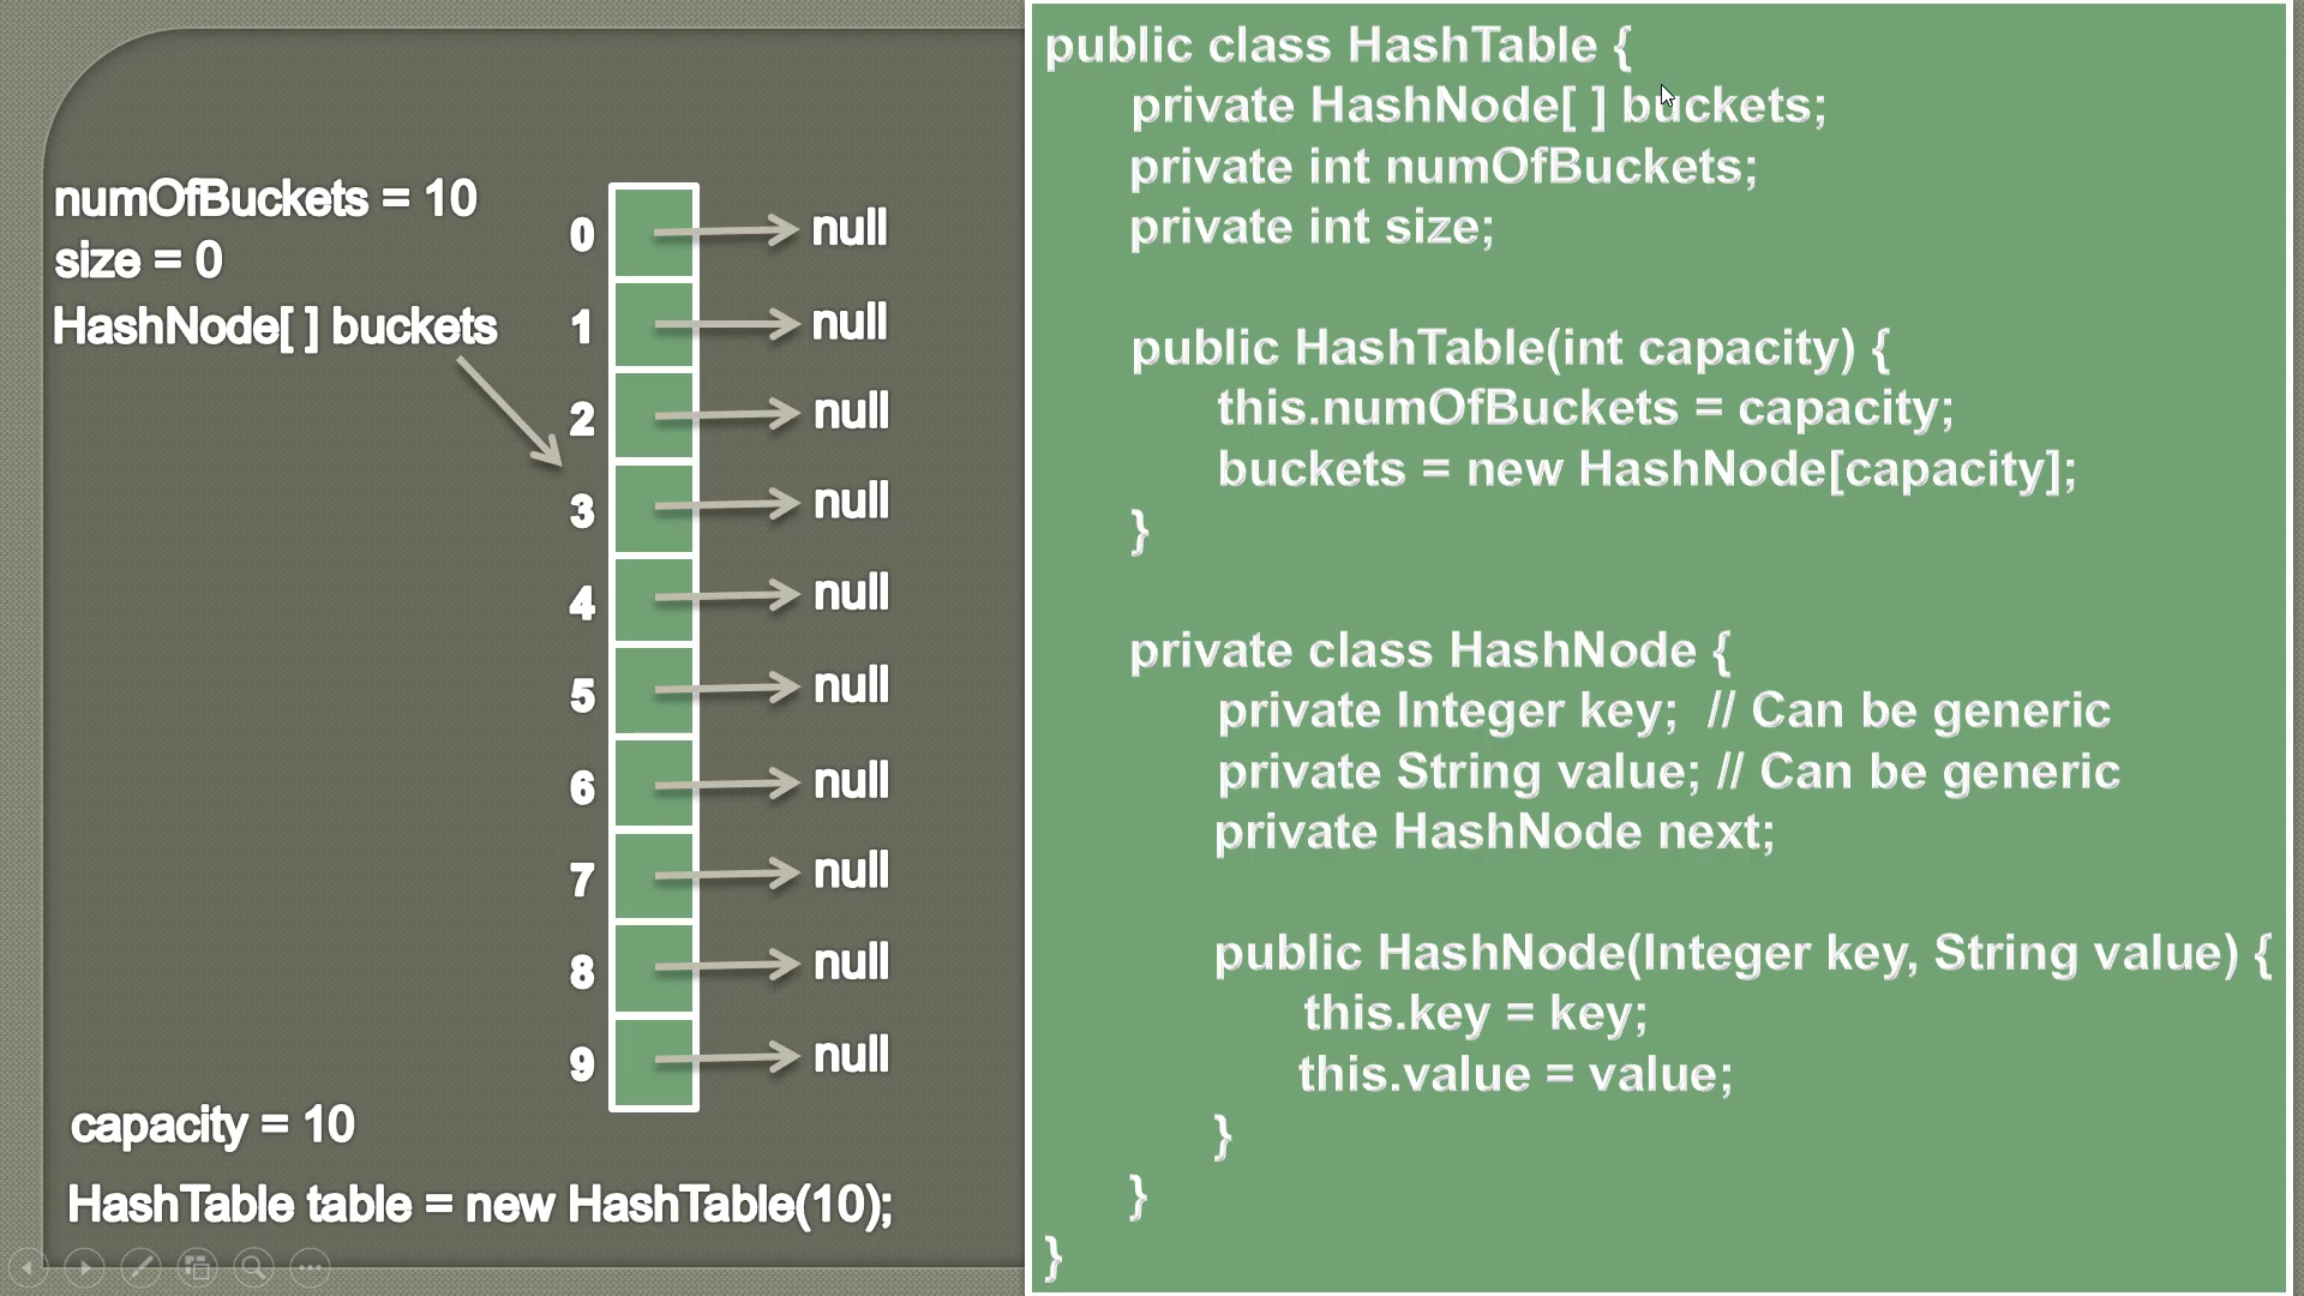 numOfBuckets = 10
size = 0
HashNode[ ] buckets
0 null
1 null
2 null
3 null
4 null
5 null
6 null
7 null
8 null
9 null
capacity = 10
HashTable table = new HashTable(10);
public class HashTable {
private HashNode[ ] buckets;
private int numOfBuckets;
private int size;
public HashTable(int capacity) {
this.numOfBuckets = capacity;
buckets = new HashNode[capacity];
}
private class HashNode {
private Integer key; // Can be generic
private String value; // Can be generic
private HashNode next;
public HashNode(Integer key, String value) {
this.key = key;
this.value = value;
}
}
}